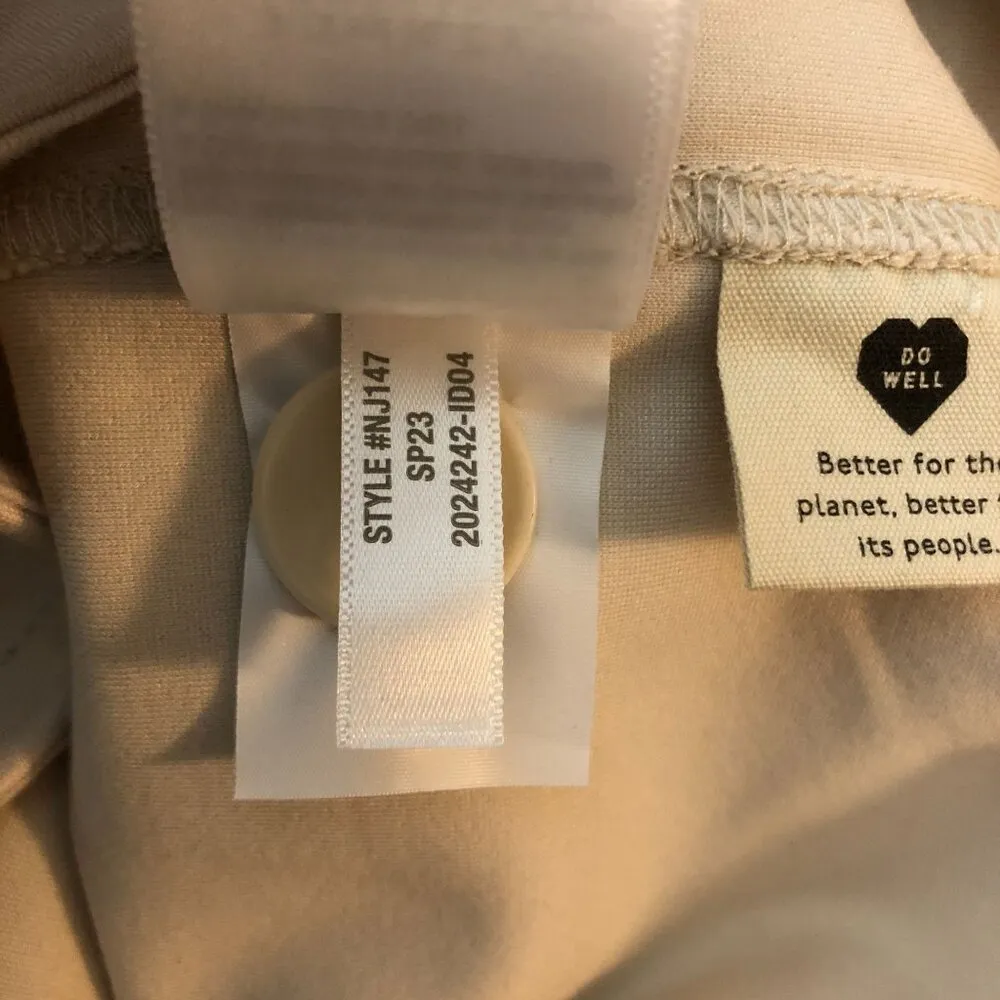 STYLE #NJ147
SP23
2024242-ID04
DO
WELL
Better for the
planet, better
its people.